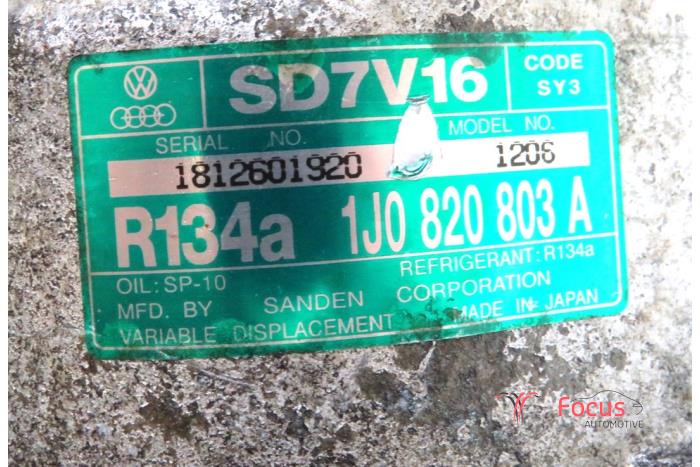 SD7V16
CODE
SY3
SERIAL NO.
MODEL NO.
1812601920
1206
R134a 1J0 820 803 A
OIL: SP-10
REFRIGERANT: R134a
MFD. BY SANDEN CORPORATION
VARIABLE DISPLACEMENT
MADE IN JAPAN
Focus
AUTOMOTIVE